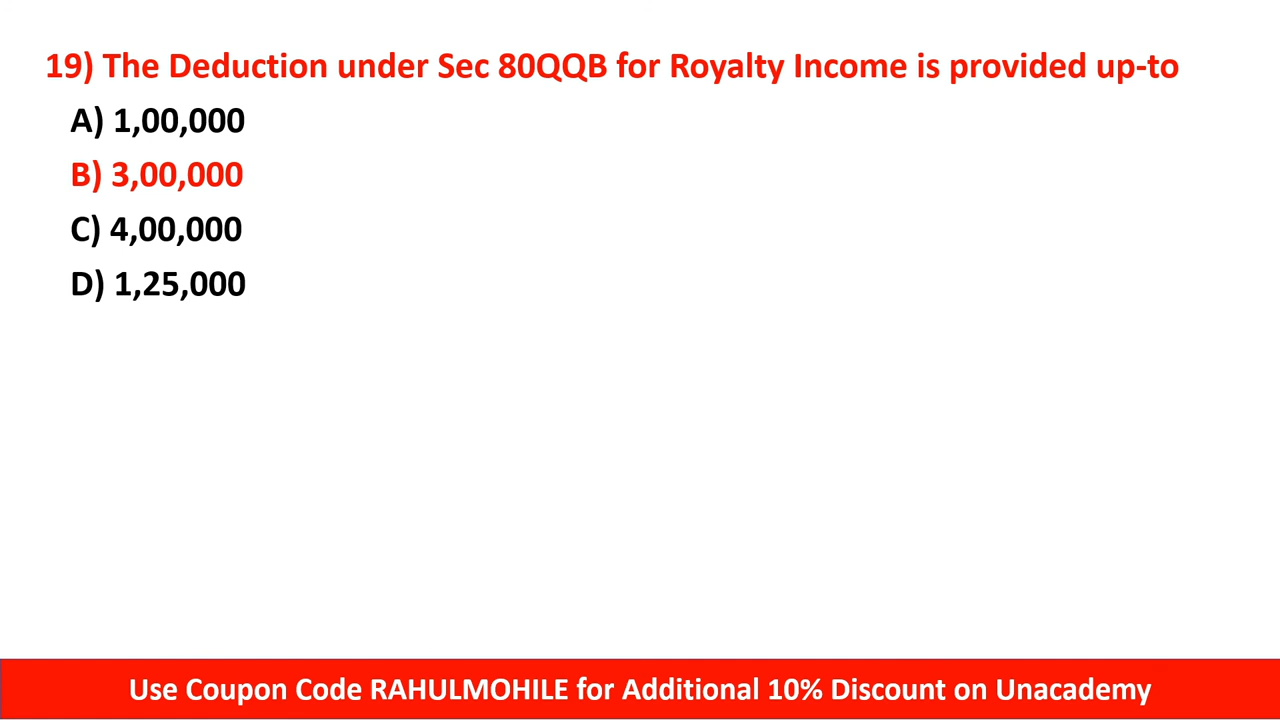 19) The Deduction under Sec 80QQB for Royalty Income is provided up-to
A) 1,00,000
B) 3,00,000
C) 4,00,000
D) 1,25,000
Use Coupon Code RAHULMOHILE for Additional 10% Discount on Unacademy